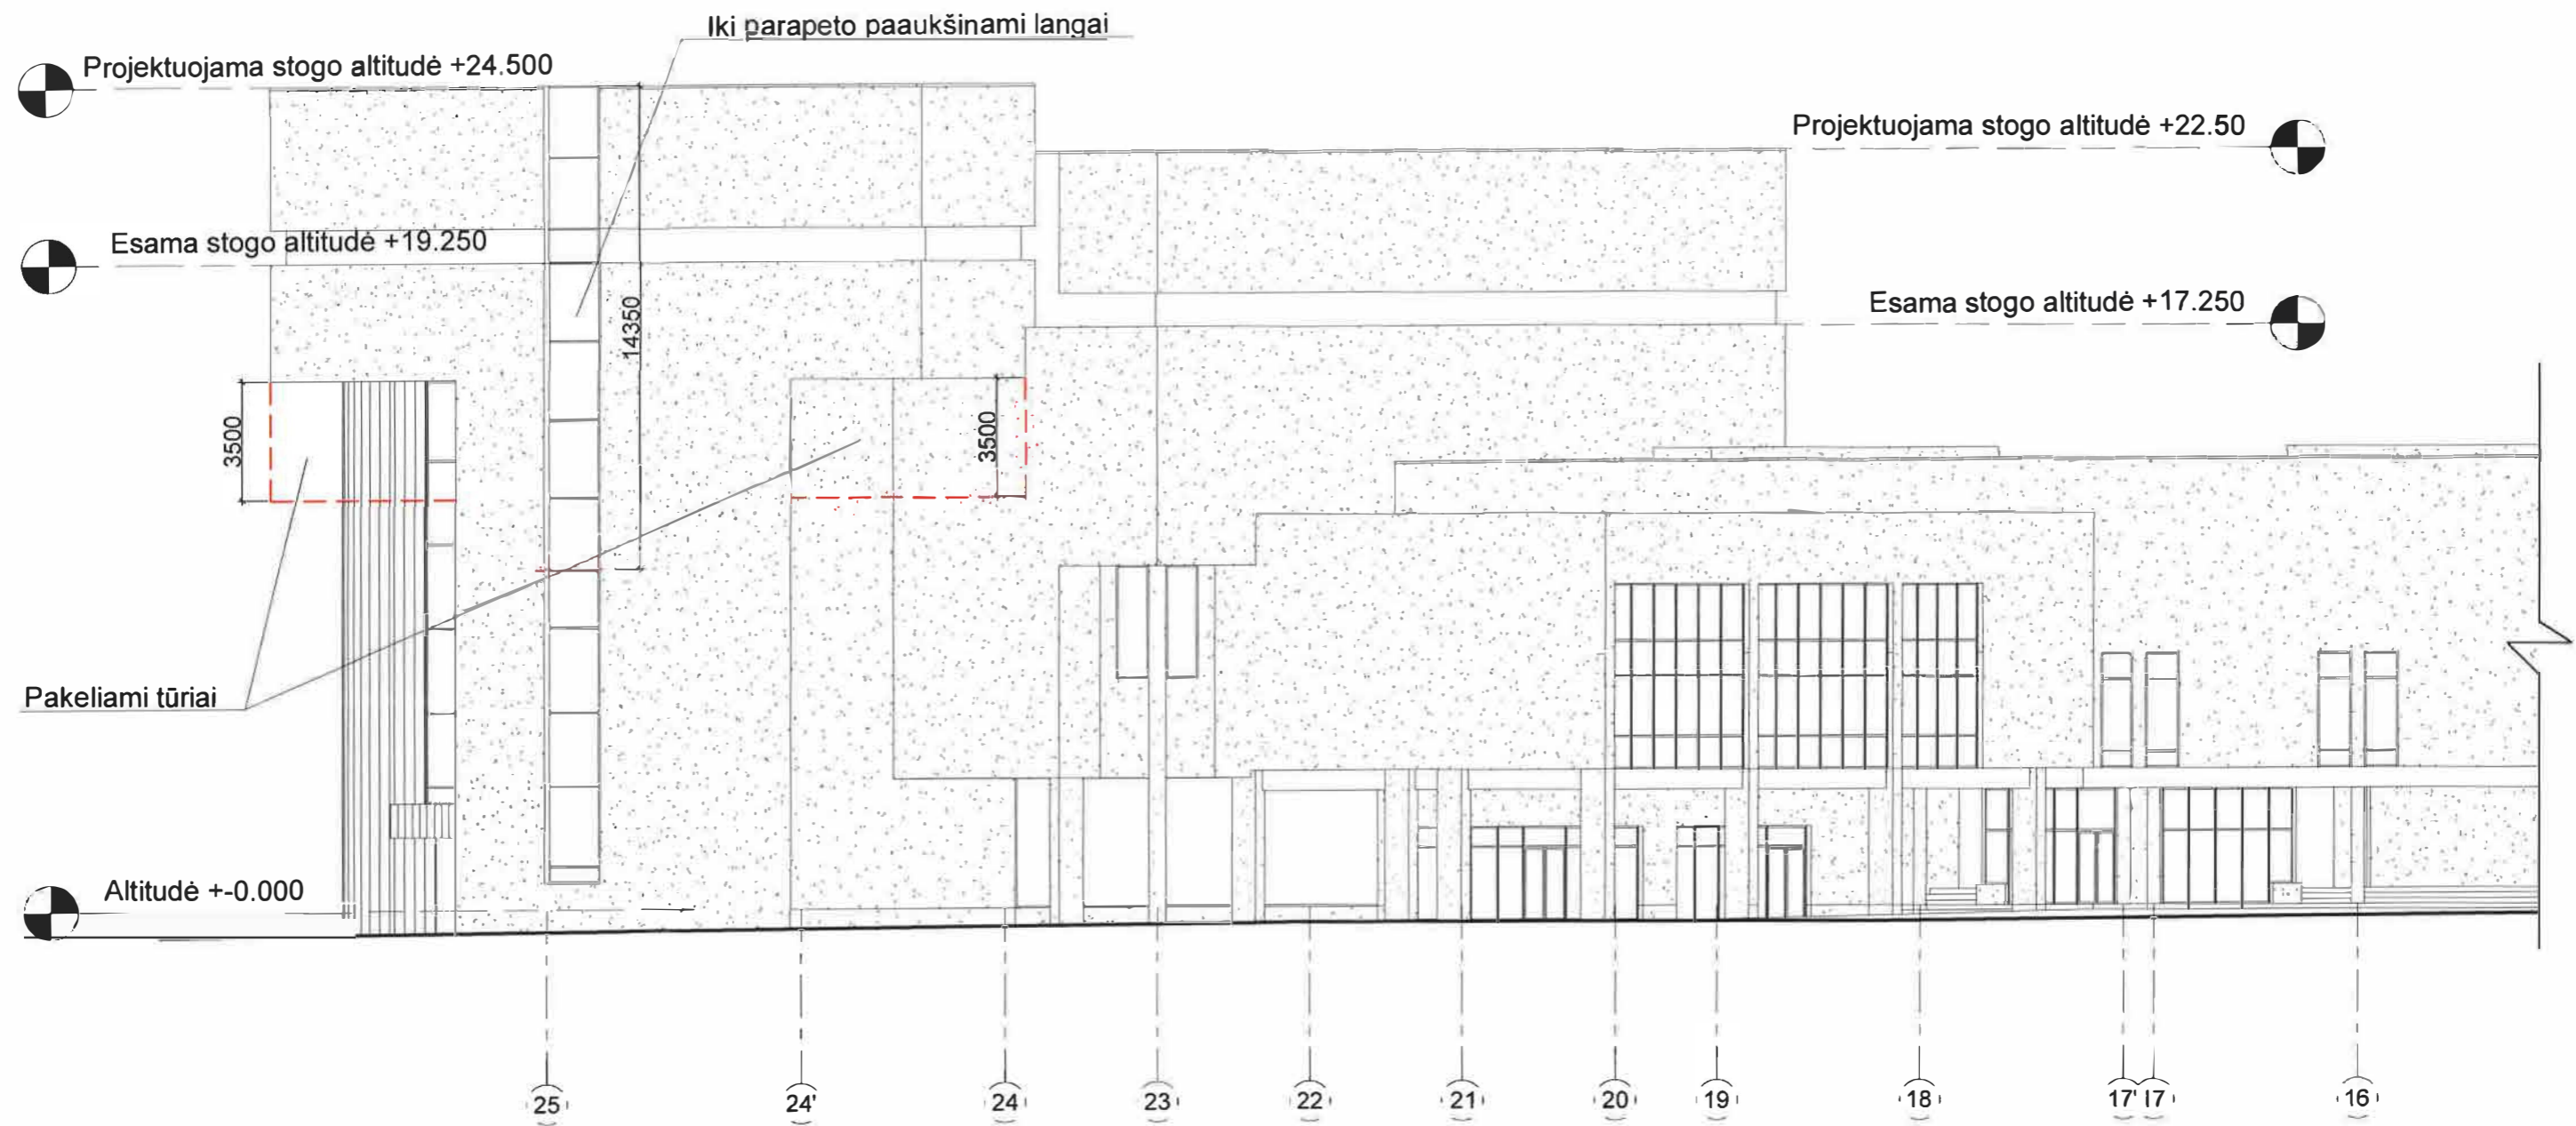 Iki parapeto paaukšinami langai
Projektuojama stogo altitudė +24.500
Projektuojama stogo altitudė +22.50
Esama stogo altitudė +19.250
Esama stogo altitudė +17.250
14350
3500
3500
Pakeliami tūriai
Altitudė +-0.000
25 24' 24 23 22 21 20 19 18 17' 17 16